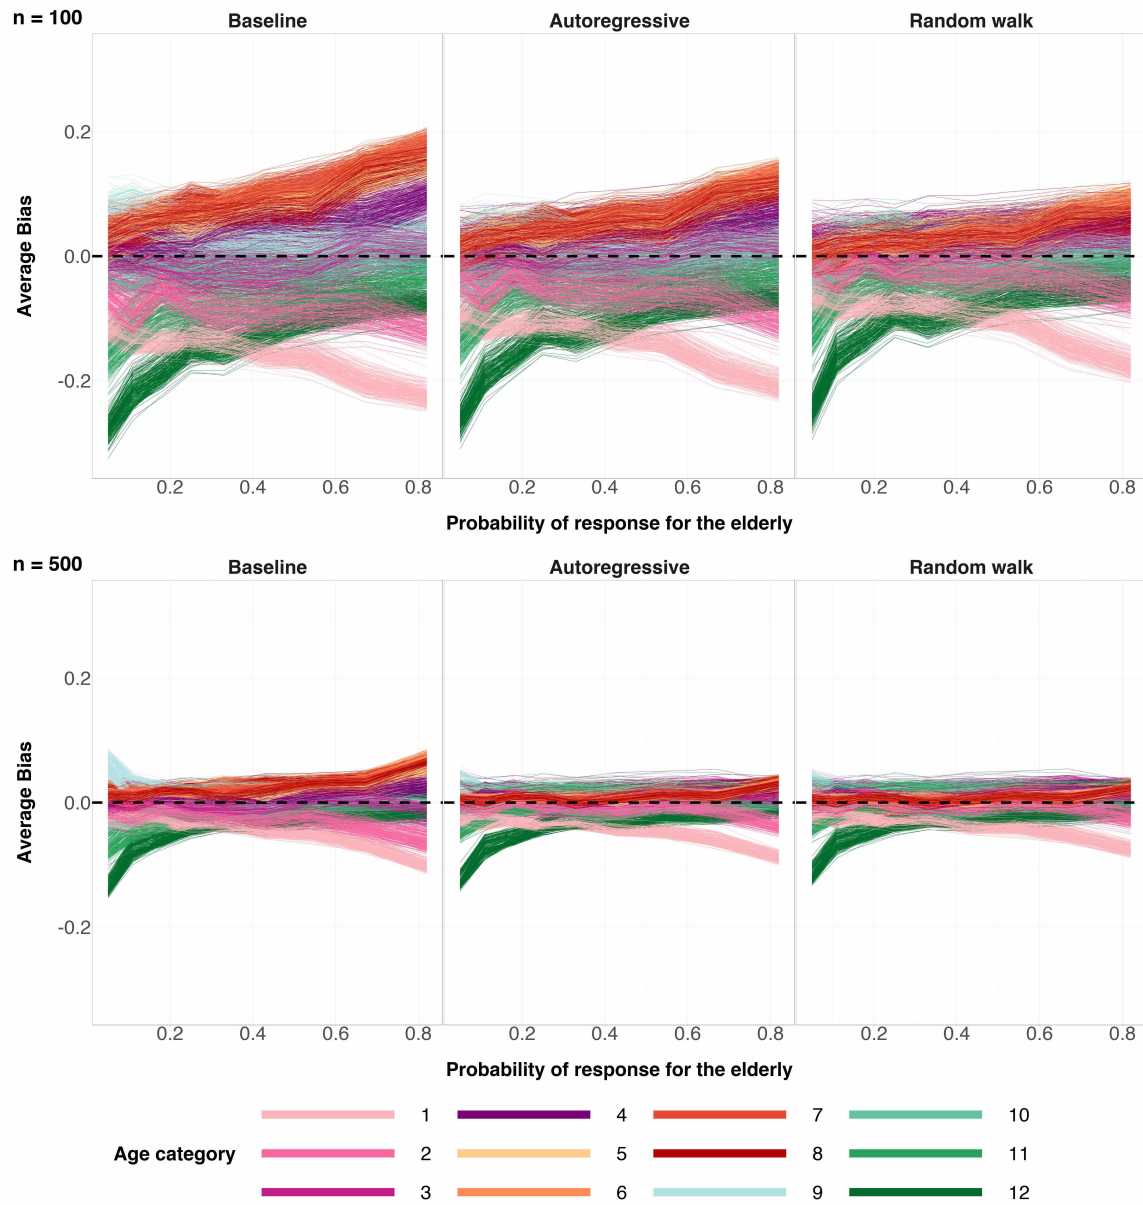 n = 100
Baseline Autoregressive Random walk
0.2
0.0
-0.2
Average Bias
0.2 0.4 0.6 0.8 0.2 0.4 0.6 0.8 0.2 0.4 0.6 0.8
Probability of response for the elderly
n = 500
Baseline Autoregressive Random walk
0.2
0.0
-0.2
Average Bias
0.2 0.4 0.6 0.8 0.2 0.4 0.6 0.8 0.2 0.4 0.6 0.8
Probability of response for the elderly
1 4 7 10
Age category 2 5 8 11
3 6 9 12